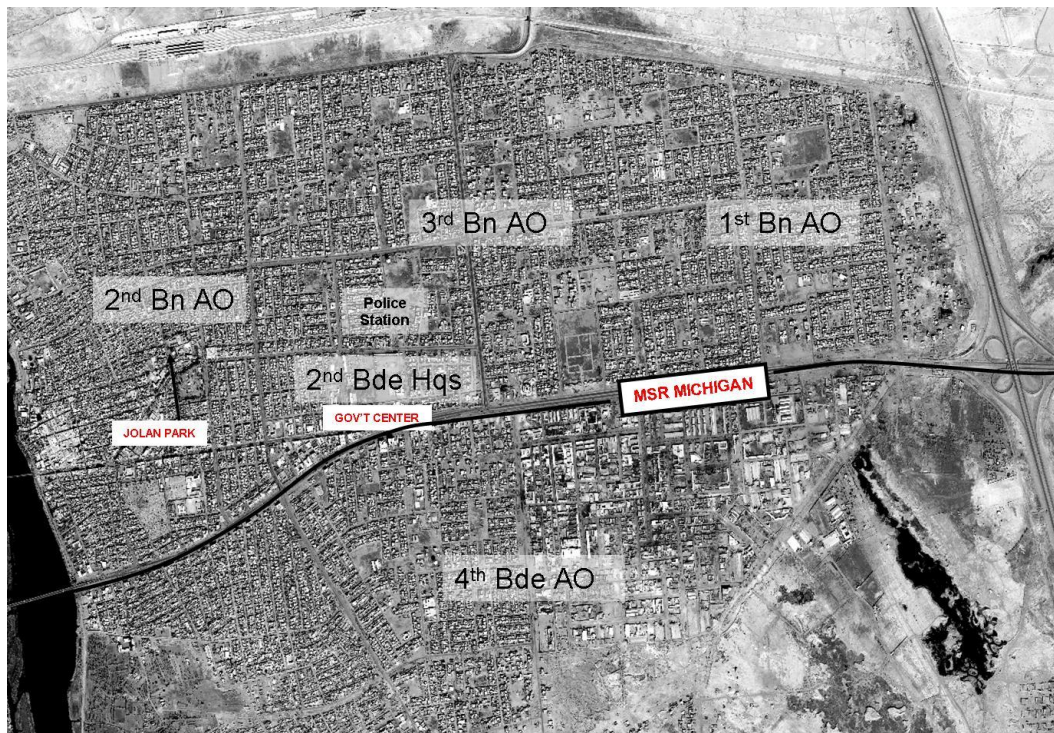 3rd Bn AO
1st Bn AO
2nd Bn AO
Police
Station
2nd Bde Hqs
MSR MICHIGAN
GOV'T CENTER
JOLAN PARK
4th Bde AO